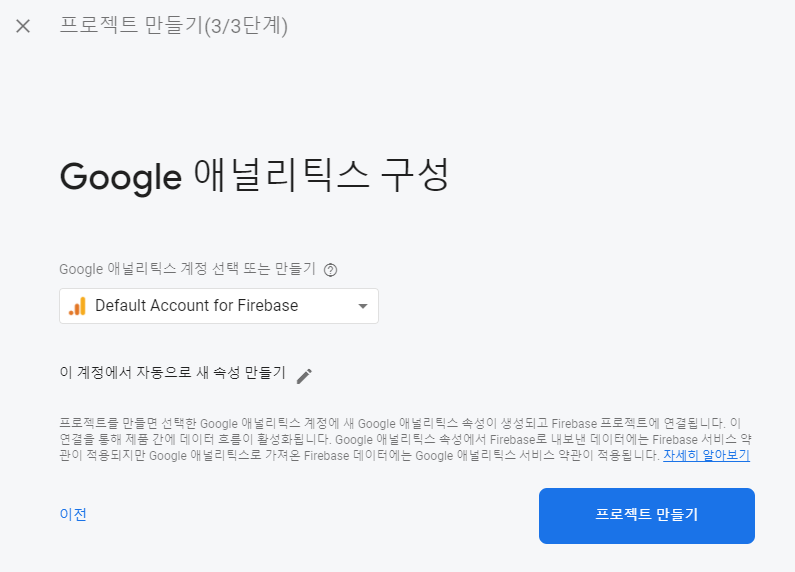 프로젝트 만들기(3/3단계)
Google 애널리틱스 구성
Google 애널리틱스 계정 선택 또는 만들기
Default Account for Firebase
이 계정에서 자동으로 새 속성 만들기
프로젝트를 만들면 선택한 Google 애널리틱스 계정에 새 Google 애널리틱스 속성이 생성되고 Firebase 프로젝트에 연결됩니다. 이
연결을 통해 제품 간에 데이터 흐름이 활성화됩니다. Google 애널리틱스 속성에서 Firebase로 내보낸 데이터에는 Firebase 서비스 약
관이 적용되지만 Google 애널리틱스로 가져온 Firebase 데이터에는 Google 애널리틱스 서비스 약관이 적용됩니다. 자세히 알아보기
이전
프로젝트 만들기